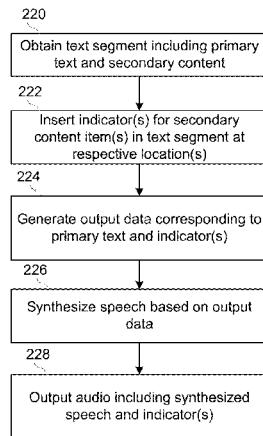 220
Obtain text segment including primary
text and secondary content
222
Insert indicator(s) for secondary
content item(s) in text segment at
respective location(s)
224
Generate output data corresponding to
primary text and indicator(s)
226
Synthesize speech based on output
data
228
Output audio including synthesized
speech and indicator(s)